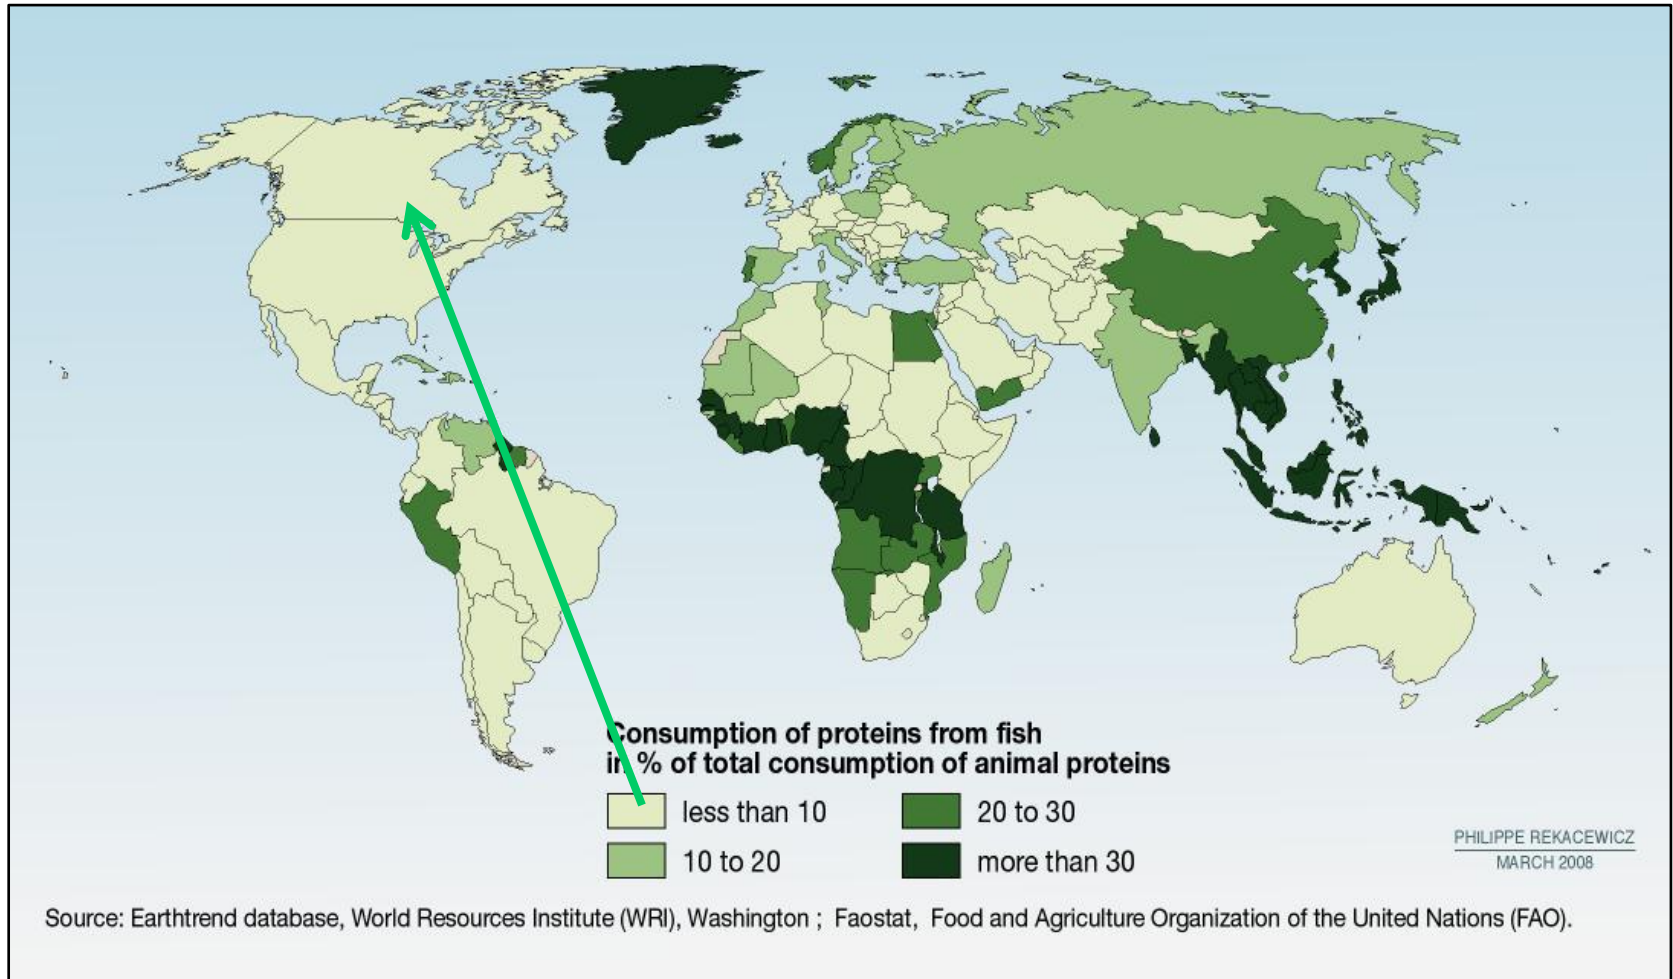 Consumption of proteins from fish
in % of total consumption of animal proteins
less than 10
20 to 30
10 to 20
more than 30
PHILIPPE REKACEWICZ
MARCH 2008
Source: Earthtrend database, World Resources Institute (WRI), Washington ; Faostat, Food and Agriculture Organization of the United Nations (FAO).